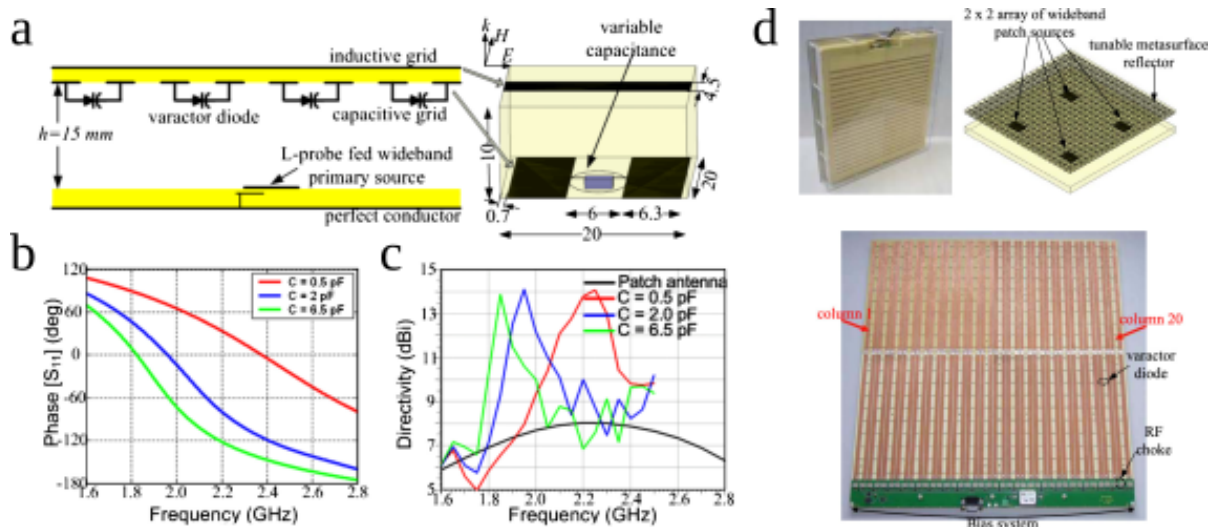 a
inductive grid
varactor diode
capacitive grid
h=15 mm
L-probe fed wideband
primary source
perfect conductor
k
H
E
variable
capacitance
4.5
10
20
0.7
6
6.3
20
b
120
60
0
-60
-120
-180
Phase [S₁₁] (deg)
C = 0.5 pF
C = 2 pF
C = 6.5 pF
1.6 1.8 2.0 2.2 2.4 2.6 2.8
Frequency (GHz)
c
15
13
11
9
7
5
Directivity (dBi)
Patch antenna
C = 0.5 pF
C = 2.0 pF
C = 6.5 pF
1.6 1.8 2.0 2.2 2.4 2.6 2.8
Frequency (GHz)
d
2 x 2 array of wideband
patch sources
tunable metasurface
reflector
column 1
column 20
varactor
diode
RF
choke
Bias system